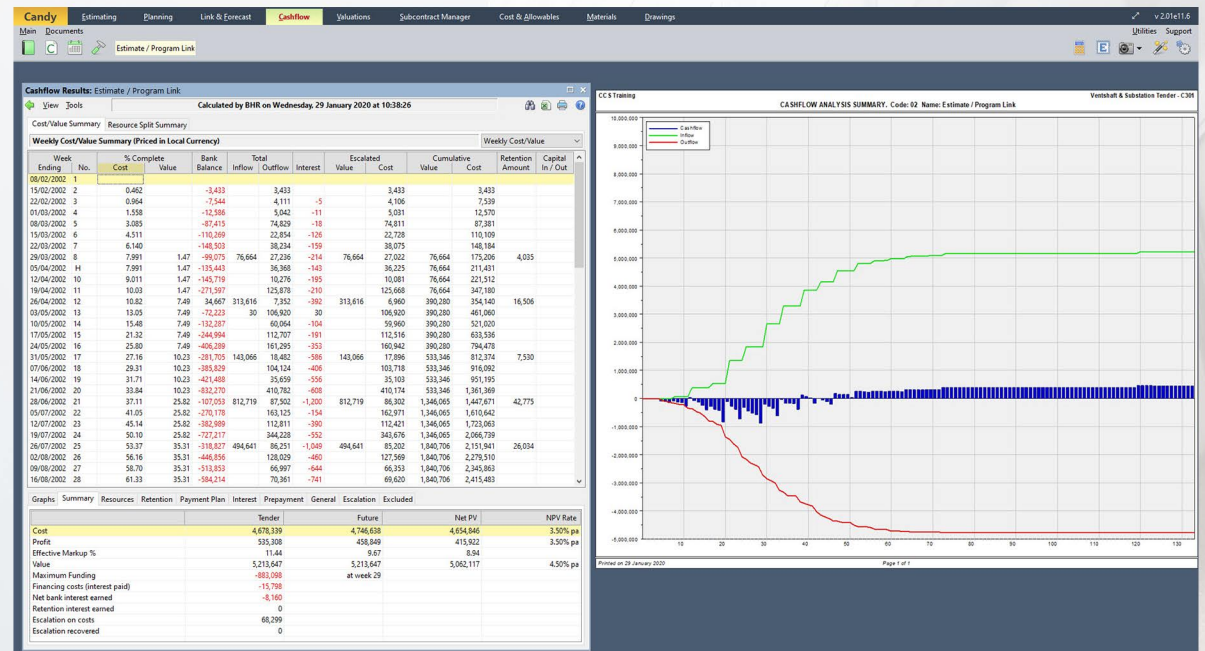 Candy Estimating Planning Link & Forecast Cashflow Valuations Subcontract Manager Cost & Allowables Materials Drawings v 2.01e11.6
Main Documents Utilities Support
Estimate / Program Link
Cashflow Results: Estimate / Program Link
View Tools Calculated by BHR on Wednesday, 29 January 2020 at 10:38:26
Cost/Value Summary Resource Split Summary
Weekly Cost/Value Summary (Priced in Local Currency) Weekly Cost/Value
Week % Complete Bank Total Escalated Cumulative Retention Capital
Ending No. Cost Value Balance Inflow Outflow Interest Value Cost Value Cost Amount In / Out
08/02/2002 1
15/02/2002 2 0.462 -3,433 3,433 3,433 3,433
22/02/2002 3 0.964 -7,544 4,111 -5 4,106 7,539
01/03/2002 4 1.558 -12,586 5,042 -11 5,031 12,570
08/03/2002 5 3.085 -87,415 74,829 -18 74,811 87,381
15/03/2002 6 4.511 -110,269 22,854 -126 22,728 110,109
22/03/2002 7 6.140 -148,503 38,234 -159 38,075 148,184
29/03/2002 8 7.991 1.47 -99,075 76,664 27,236 -214 76,664 27,022 76,664 175,206 4,035
05/04/2002 H 7.991 1.47 -135,443 36,368 -143 36,225 76,664 211,431
12/04/2002 10 9.011 1.47 -145,719 10,276 -195 10,081 76,664 221,512
19/04/2002 11 10.03 1.47 -271,597 125,878 -210 125,668 76,664 347,180
26/04/2002 12 10.82 7.49 34,667 313,616 7,352 -392 313,616 6,960 390,280 354,140 16,506
03/05/2002 13 13.05 7.49 -72,223 30 106,920 30 106,920 390,280 461,060
10/05/2002 14 15.48 7.49 -132,287 60,064 -104 59,960 390,280 521,020
17/05/2002 15 21.32 7.49 -244,994 112,707 -191 112,516 390,280 633,536
24/05/2002 16 25.80 7.49 -406,289 161,295 -353 160,942 390,280 794,478
31/05/2002 17 27.16 10.23 -281,705 143,066 18,482 -586 143,066 17,896 533,346 812,374 7,530
07/06/2002 18 29.31 10.23 -385,829 104,124 -406 103,718 533,346 916,092
14/06/2002 19 31.71 10.23 -421,488 35,659 -556 35,103 533,346 951,195
21/06/2002 20 33.84 10.23 -832,270 410,782 -608 410,174 533,346 1,361,369
28/06/2002 21 37.11 25.82 -107,053 812,719 87,502 -1,200 812,719 86,302 1,346,065 1,447,671 42,775
05/07/2002 22 41.05 25.82 -270,178 163,125 -154 162,971 1,346,065 1,610,642
12/07/2002 23 45.14 25.82 -382,989 112,811 -390 112,421 1,346,065 1,723,063
19/07/2002 24 50.10 25.82 -727,217 344,228 -552 343,676 1,346,065 2,066,739
26/07/2002 25 53.37 35.31 -318,827 494,641 86,251 -1,049 494,641 85,202 1,840,706 2,151,941 26,034
02/08/2002 26 56.16 35.31 -446,856 128,029 -460 127,569 1,840,706 2,279,510
09/08/2002 27 58.70 35.31 -513,853 66,997 -644 66,353 1,840,706 2,345,863
16/08/2002 28 61.33 35.31 -584,214 70,361 -741 69,620 1,840,706 2,415,483
Graphs Summary Resources Retention Payment Plan Interest Prepayment General Escalation Excluded
Tender Future Net PV NPV Rate
Cost 4,678,339 4,746,638 4,654,846 3.50% pa
Profit 535,308 458,849 415,922 3.50% pa
Effective Markup % 11.44 9.67 8.94
Value 5,213,647 5,213,647 5,062,117 4.50% pa
Maximum Funding -883,098 at week 29
Financing costs (interest paid) -15,798
Net bank interest earned -8,160
Retention interest earned 0
Escalation on costs 68,299
Escalation recovered 0
CCS Training Ventshaft & Substation Tender - C301
CASHFLOW ANALYSIS SUMMARY. Code: 02 Name: Estimate / Program Link
Cashflow
Inflow
Outflow
10,000,000
9,000,000
8,000,000
7,000,000
6,000,000
5,000,000
4,000,000
3,000,000
2,000,000
1,000,000
0
-1,000,000
-2,000,000
-3,000,000
-4,000,000
-5,000,000
10 20 30 40 50 60 70 80 90 100 110 120 130
Printed on 29 January 2020 Page 1 of 1